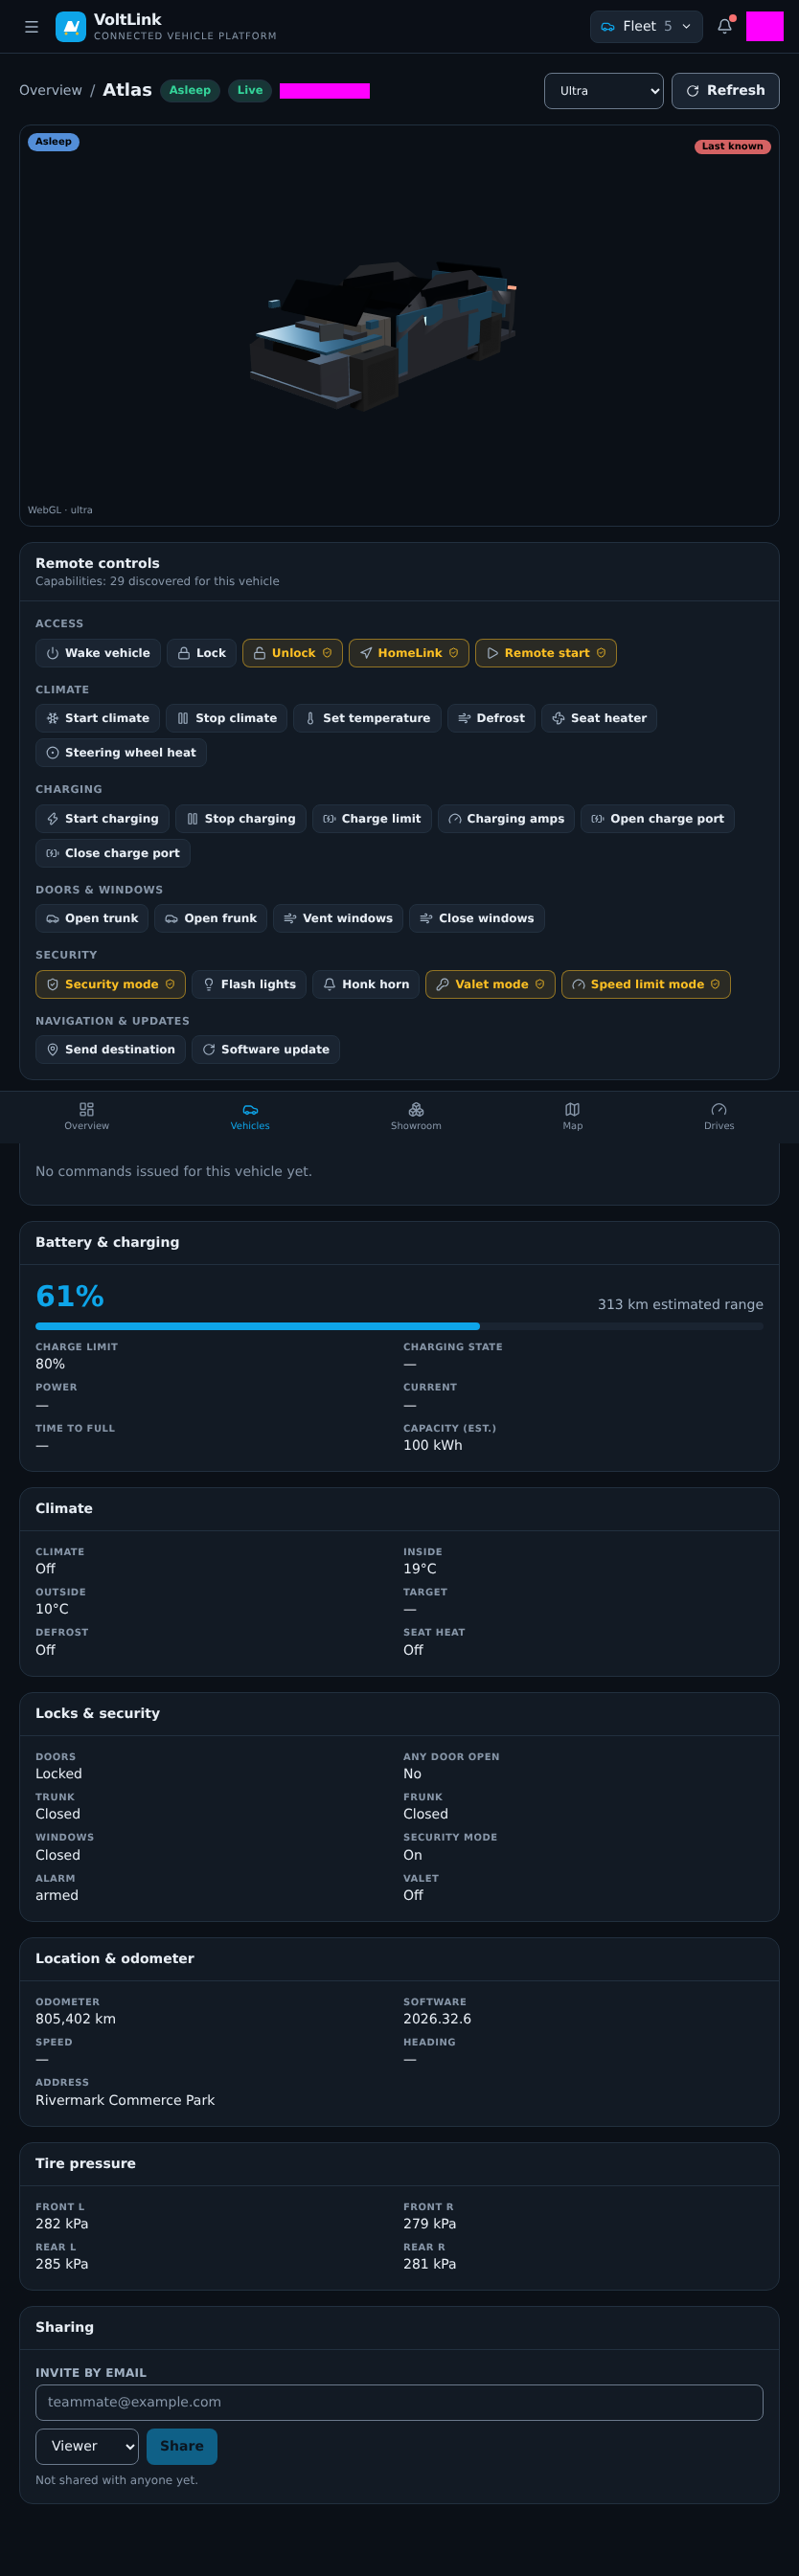 VoltLink
CONNECTED VEHICLE PLATFORM
Fleet 5
Overview / Atlas Asleep Live
Ultra
Refresh
Asleep
Last known
WebGL · ultra
Remote controls
Capabilities: 29 discovered for this vehicle
ACCESS
Wake vehicle Lock Unlock HomeLink Remote start
CLIMATE
Start climate Stop climate Set temperature Defrost Seat heater
Steering wheel heat
CHARGING
Start charging Stop charging Charge limit Charging amps Open charge port
Close charge port
DOORS & WINDOWS
Open trunk Open frunk Vent windows Close windows
SECURITY
Security mode Flash lights Honk horn Valet mode Speed limit mode
NAVIGATION & UPDATES
Send destination Software update
Overview Vehicles Showroom Map Drives
No commands issued for this vehicle yet.
Battery & charging
61%
313 km estimated range
CHARGE LIMIT CHARGING STATE
80% —
POWER CURRENT
— —
TIME TO FULL CAPACITY (EST.)
— 100 kWh
Climate
CLIMATE INSIDE
Off 19°C
OUTSIDE TARGET
10°C —
DEFROST SEAT HEAT
Off Off
Locks & security
DOORS ANY DOOR OPEN
Locked No
TRUNK FRUNK
Closed Closed
WINDOWS SECURITY MODE
Closed On
ALARM VALET
armed Off
Location & odometer
ODOMETER SOFTWARE
805,402 km 2026.32.6
SPEED HEADING
— —
ADDRESS
Rivermark Commerce Park
Tire pressure
FRONT L FRONT R
282 kPa 279 kPa
REAR L REAR R
285 kPa 281 kPa
Sharing
INVITE BY EMAIL
teammate@example.com
Viewer Share
Not shared with anyone yet.